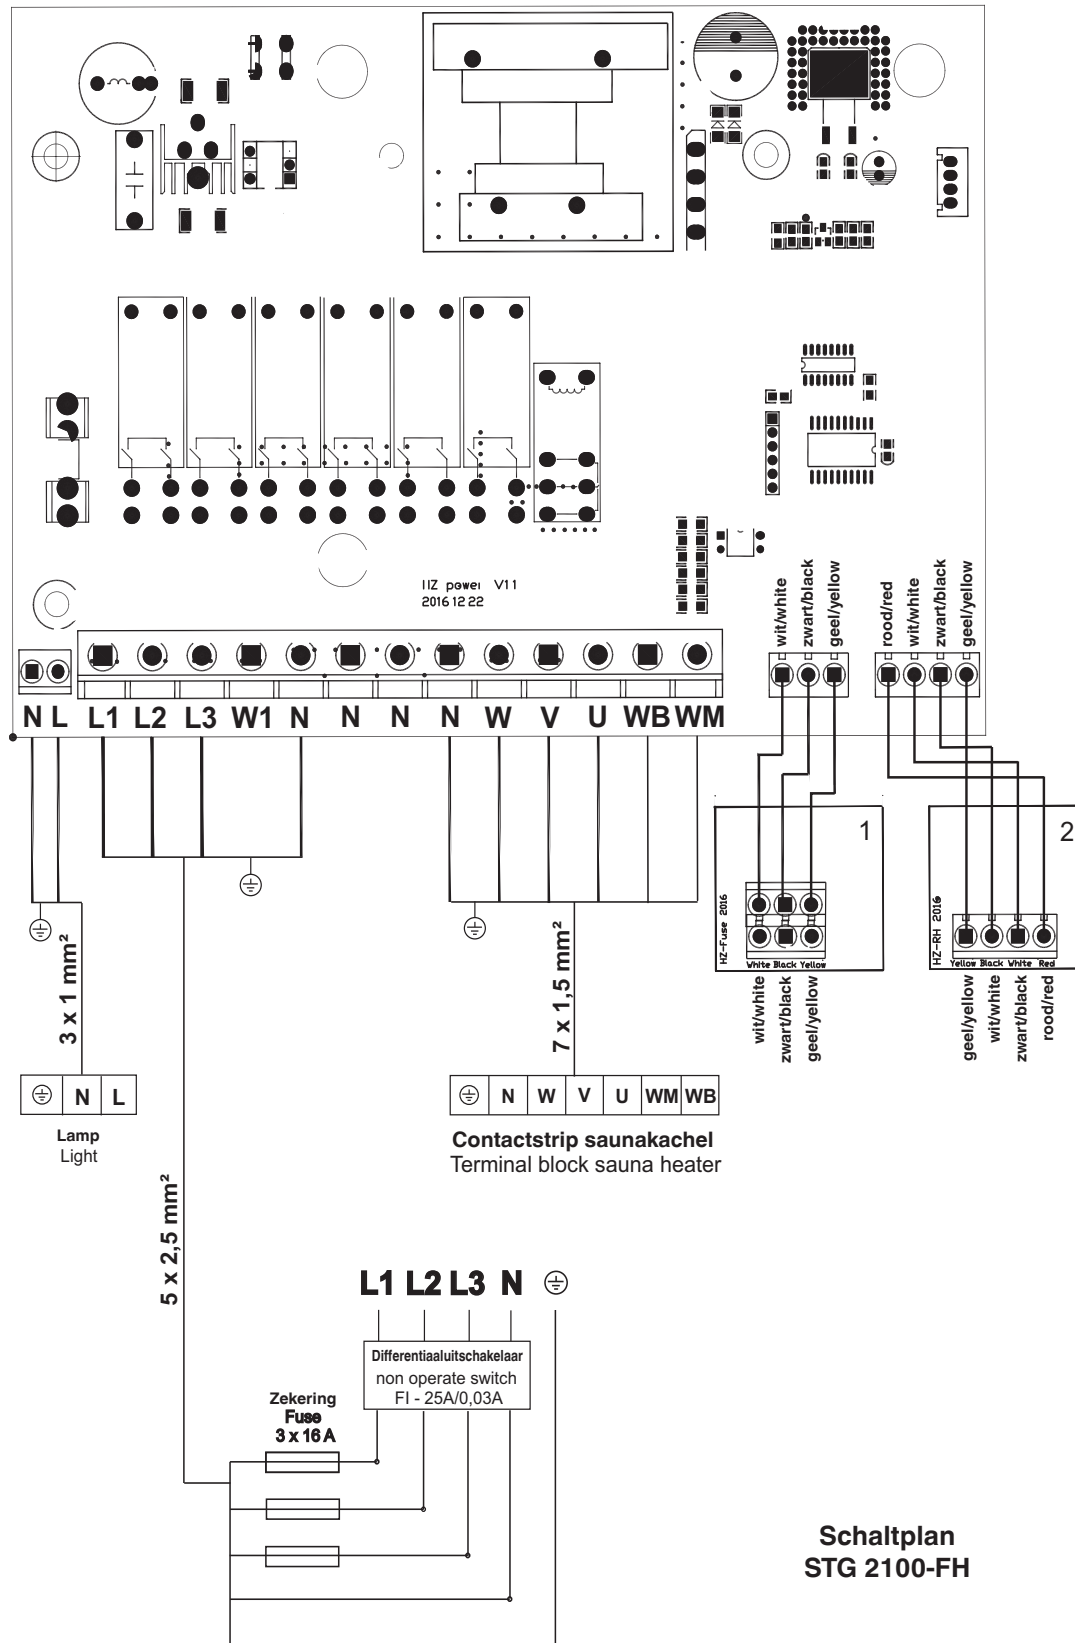 IIZ power V11
2016 12 22
wit/white
zwart/black
geel/yellow
rood/red
wit/white
zwart/black
geel/yellow
N L L1 L2 L3 W1 N N N N W V U WB WM
1
2
HZ-Fuse 2016
White Black Yellow
HZ-RH 2016
Yellow Black White Red
wit/white
zwart/black
geel/yellow
geel/yellow
wit/white
zwart/black
rood/red
3 x 1 mm²
7 x 1,5 mm²
N L
Lamp
Light
N W V U WM WB
Contactstrip saunakachel
Terminal block sauna heater
5 x 2,5 mm²
L1 L2 L3 N
Differentiaaluitschakelaar
non operate switch
FI - 25A/0,03A
Zekering
Fuse
3 x 16 A
Schaltplan
STG 2100-FH